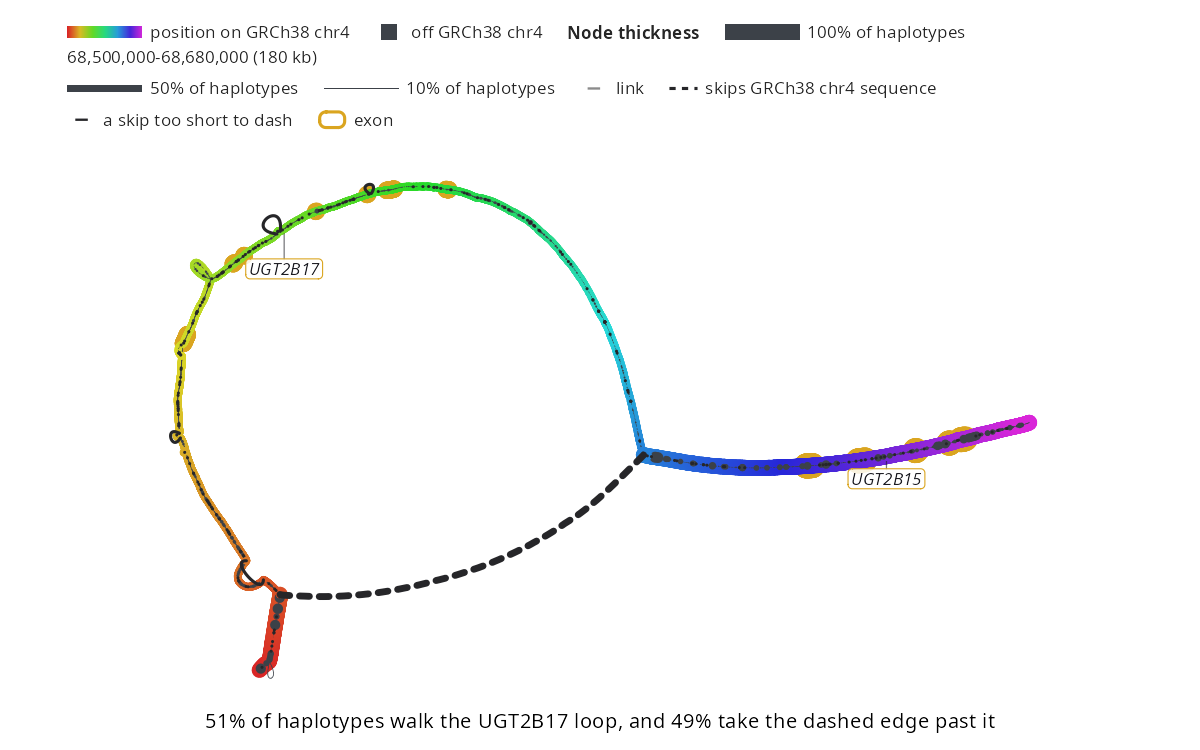 position on GRCh38 chr4 off GRCh38 chr4 Node thickness 100% of haplotypes
68,500,000-68,680,000 (180 kb)
50% of haplotypes 10% of haplotypes link skips GRCh38 chr4 sequence
a skip too short to dash exon
UGT2B17
UGT2B15
51% of haplotypes walk the UGT2B17 loop, and 49% take the dashed edge past it